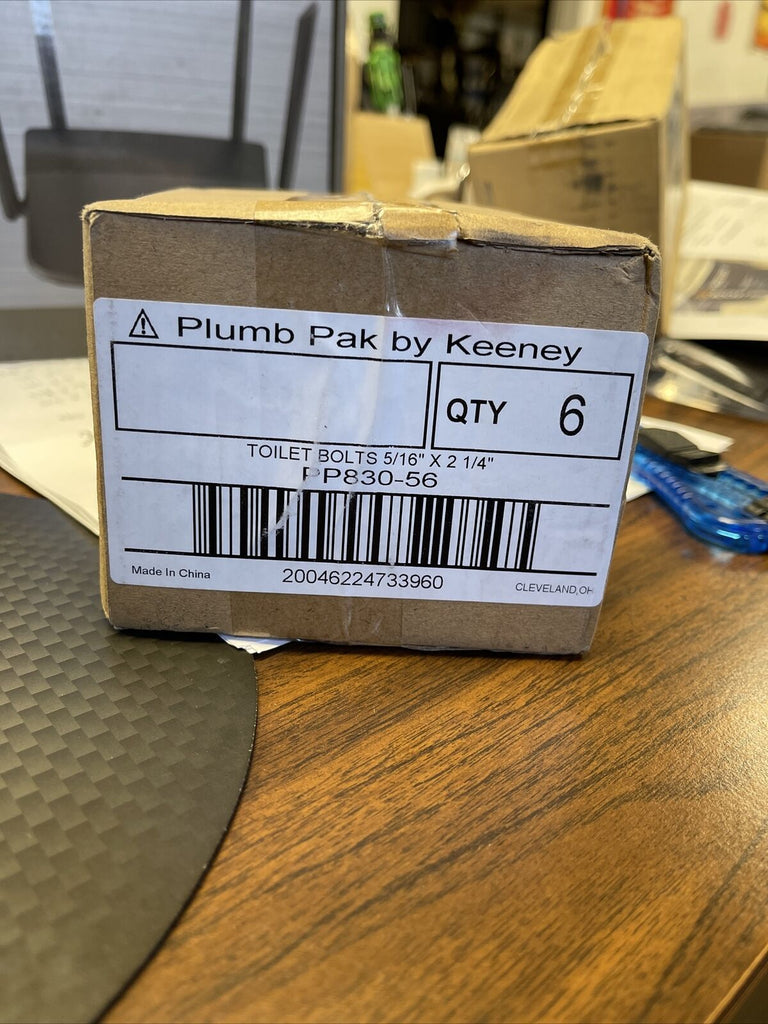 Plumb Pak by Keeney
QTY 6
TOILET BOLTS 5/16" X 2 1/4"
PP830-56
20046224733960
Made In China
CLEVELAND,OH